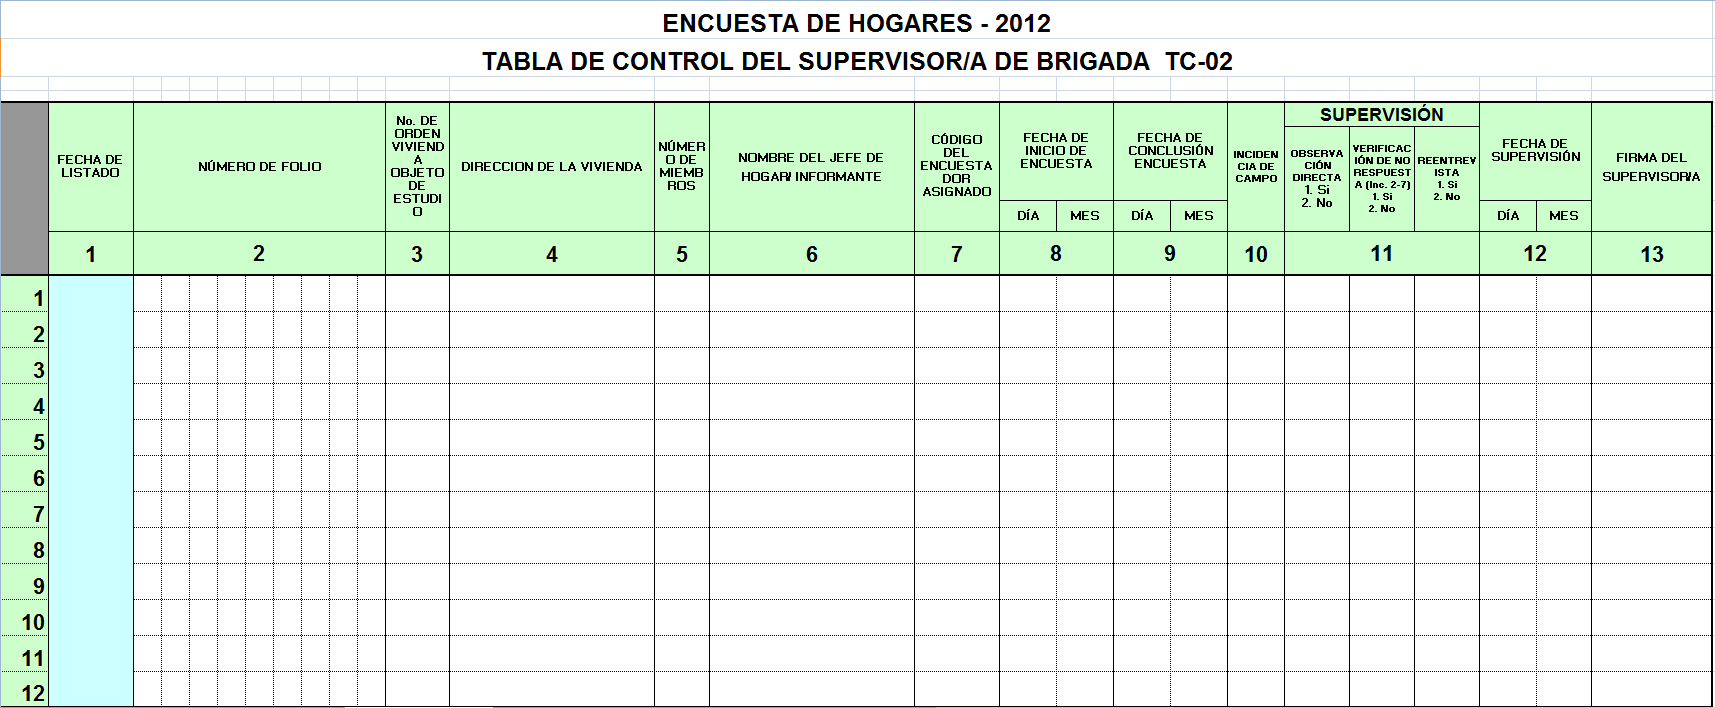 ENCUESTA DE HOGARES - 2012
TABLA DE CONTROL DEL SUPERVISOR/A DE BRIGADA TC-02
FECHA DE
LISTADO
NÚMERO DE FOLIO
No. DE
ORDEN
VIVIEND
A
OBJETO
DE
ESTUDI
O
DIRECCION DE LA VIVIENDA
NÚMER
O DE
MIEMB
ROS
NOMBRE DEL JEFE DE
HOGAR/ INFORMANTE
CÓDIGO
DEL
ENCUESTA
DOR
ASIGNADO
FECHA DE
INICIO DE
ENCUESTA
DÍA MES
FECHA DE
CONCLUSIÓN
ENCUESTA
DÍA MES
INCIDEN
CIA DE
CAMPO
SUPERVISIÓN
OBSERVA
CIÓN
DIRECTA
1. Si
2. No
VERIFICAC
IÓN DE NO
RESPUEST
A (Inc. 2-7)
1. Si
2. No
REENTREV
ISTA
1. Si
2. No
FECHA DE
SUPERVISIÓN
DÍA MES
FIRMA DEL
SUPERVISOR/A
1 2 3 4 5 6 7 8 9 10 11 12 13
1
2
3
4
5
6
7
8
9
10
11
12